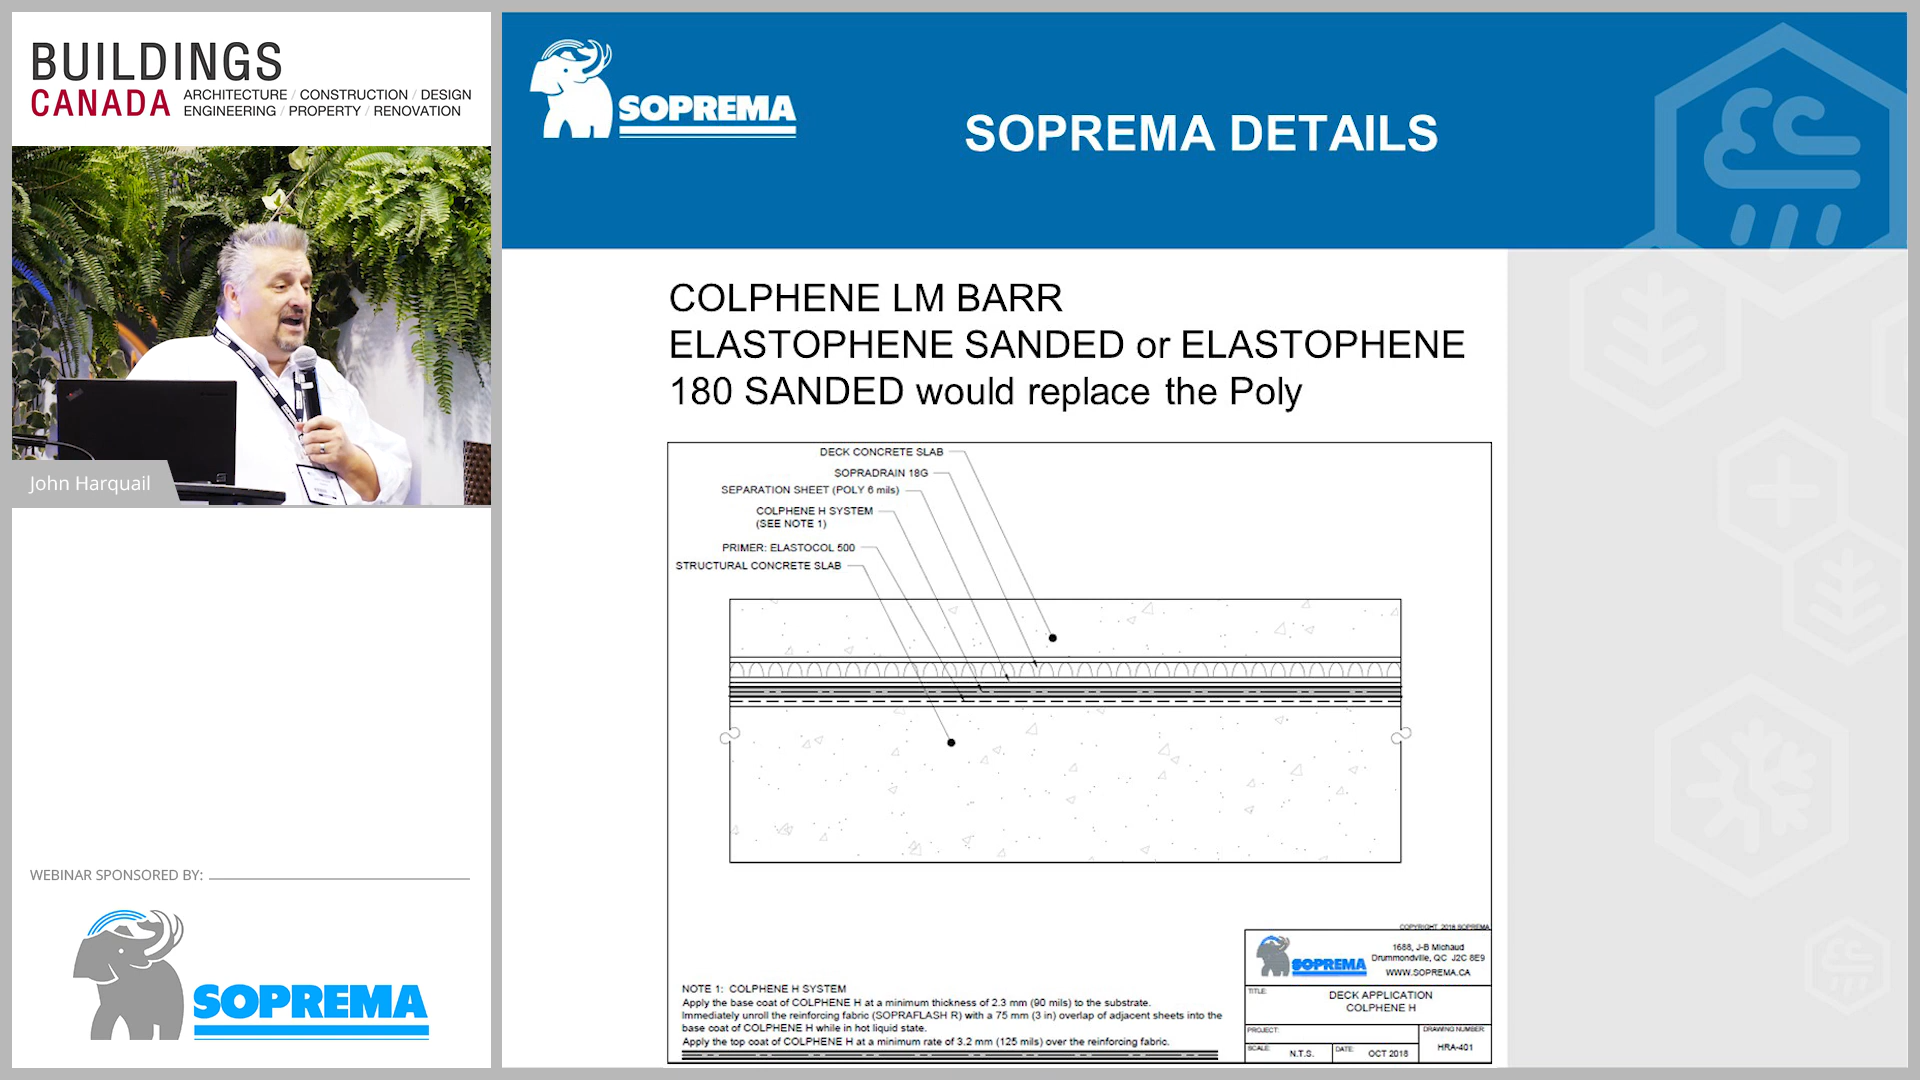 BUILDINGS
CANADA
ARCHITECTURE / CONSTRUCTION / DESIGN
ENGINEERING / PROPERTY / RENOVATION
John Harquail
WEBINAR SPONSORED BY:
SOPREMA
SOPREMA
SOPREMA DETAILS
COLPHENE LM BARR
ELASTOPHENE SANDED or ELASTOPHENE
180 SANDED would replace the Poly
DECK CONCRETE SLAB
SOPRADRAIN 18G
SEPARATION SHEET (POLY 6 mils)
COLPHENE H SYSTEM
(SEE NOTE 1)
PRIMER: ELASTOCOL 500
STRUCTURAL CONCRETE SLAB
NOTE 1: COLPHENE H SYSTEM
Apply the base coat of COLPHENE H at a minimum thickness of 2.3 mm (90 mils) to the substrate.
Immediately unroll the reinforcing fabric (SOPRAFLASH R) with a 75 mm (3 in) overlap of adjacent sheets into the
base coat of COLPHENE H while in hot liquid state.
Apply the top coat of COLPHENE H at a minimum rate of 3.2 mm (125 mils) over the reinforcing fabric.
COPYRIGHT 2018 SOPREMA
SOPREMA
1688, J-B Michaud
Drummondville, QC J2C 8E9
WWW.SOPREMA.CA
TITLE:
DECK APPLICATION
COLPHENE H
PROJECT:
DRAWING NUMBER:
HRA-401
SCALE:
N.T.S.
DATE:
OCT 2018